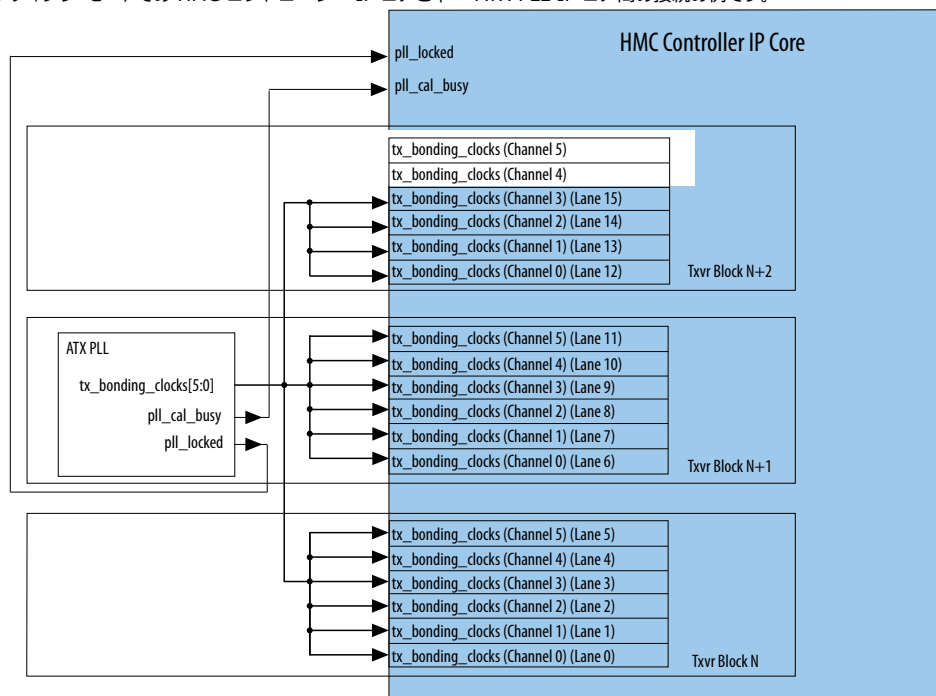 HMC Controller IP Core
pll_locked
pll_cal_busy
tx_bonding_clocks (Channel 5)
tx_bonding_clocks (Channel 4)
tx_bonding_clocks (Channel 3) (Lane 15)
tx_bonding_clocks (Channel 2) (Lane 14)
tx_bonding_clocks (Channel 1) (Lane 13)
tx_bonding_clocks (Channel 0) (Lane 12)
Txvr Block N+2
ATX PLL
tx_bonding_clocks[5:0]
pll_cal_busy
pll_locked
tx_bonding_clocks (Channel 5) (Lane 11)
tx_bonding_clocks (Channel 4) (Lane 10)
tx_bonding_clocks (Channel 3) (Lane 9)
tx_bonding_clocks (Channel 2) (Lane 8)
tx_bonding_clocks (Channel 1) (Lane 7)
tx_bonding_clocks (Channel 0) (Lane 6)
Txvr Block N+1
tx_bonding_clocks (Channel 5) (Lane 5)
tx_bonding_clocks (Channel 4) (Lane 4)
tx_bonding_clocks (Channel 3) (Lane 3)
tx_bonding_clocks (Channel 2) (Lane 2)
tx_bonding_clocks (Channel 1) (Lane 1)
tx_bonding_clocks (Channel 0) (Lane 0)
Txvr Block N